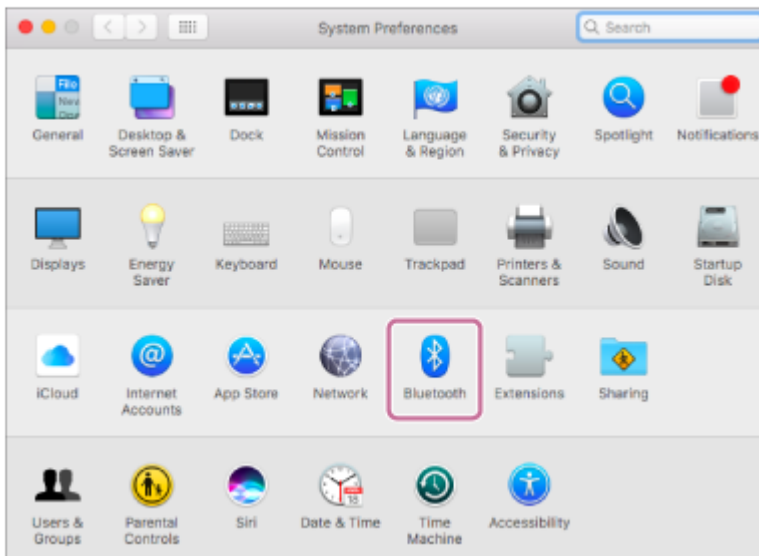 System Preferences
Search
General
Desktop &
Screen Saver
Dock
Mission
Control
Language
& Region
Security
& Privacy
Spotlight
Notifications
Displays
Energy
Saver
Keyboard
Mouse
Trackpad
Printers &
Scanners
Sound
Startup
Disk
iCloud
Internet
Accounts
App Store
Network
Bluetooth
Extensions
Sharing
Users &
Groups
Parental
Controls
Siri
Date & Time
Time
Machine
Accessibility